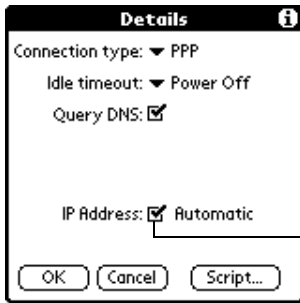 Details
Connection type: PPP
Idle timeout: Power Off
Query DNS:
IP Address: Automatic
OK Cancel Script...